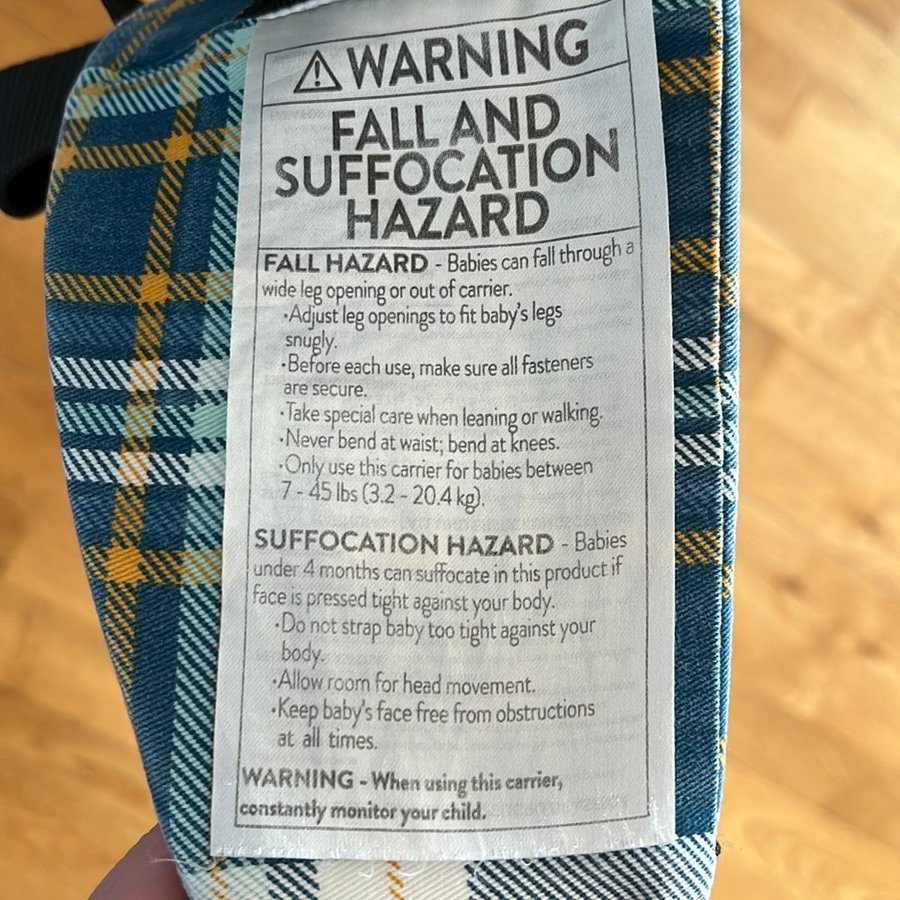 ⚠ WARNING
FALL AND
SUFFOCATION
HAZARD
FALL HAZARD - Babies can fall through a
wide leg opening or out of carrier.
·Adjust leg openings to fit baby's legs
snugly.
·Before each use, make sure all fasteners
are secure.
·Take special care when leaning or walking.
·Never bend at waist; bend at knees.
·Only use this carrier for babies between
7 - 45 lbs (3.2 - 20.4 kg).
SUFFOCATION HAZARD - Babies
under 4 months can suffocate in this product if
face is pressed tight against your body.
·Do not strap baby too tight against your
body.
·Allow room for head movement.
·Keep baby's face free from obstructions
at all times.
WARNING - When using this carrier,
constantly monitor your child.